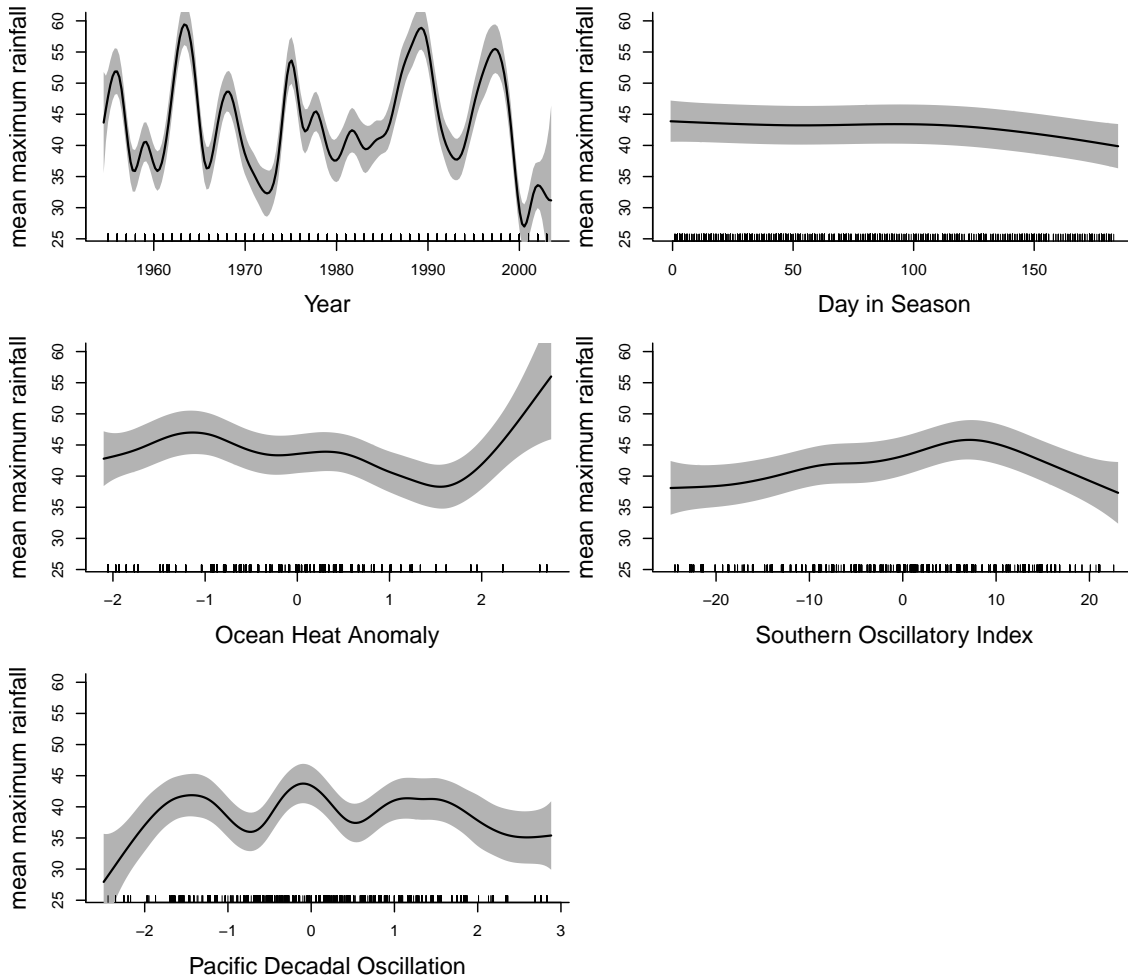 mean maximum rainfall
60
55
50
45
40
35
30
25
1960 1970 1980 1990 2000
Year
mean maximum rainfall
60
55
50
45
40
35
30
25
0 50 100 150
Day in Season
mean maximum rainfall
60
55
50
45
40
35
30
25
−2 −1 0 1 2
Ocean Heat Anomaly
mean maximum rainfall
60
55
50
45
40
35
30
25
−20 −10 0 10 20
Southern Oscillatory Index
mean maximum rainfall
60
55
50
45
40
35
30
25
−2 −1 0 1 2 3
Pacific Decadal Oscillation